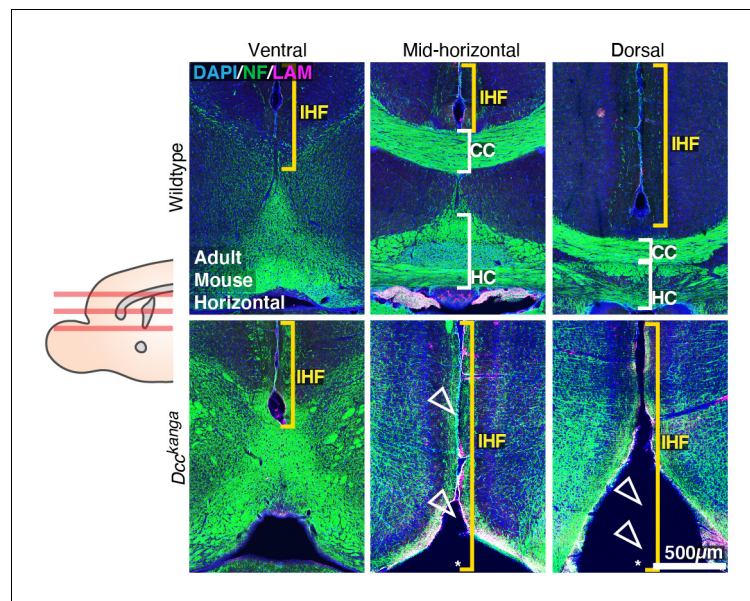 Ventral Mid-horizontal Dorsal
Wildtype
DAPI/NF/LAM
IHF
Adult
Mouse
Horizontal
IHF
CC
HC
IHF
CC
HC
Dcc^kanga
IHF
IHF
*
IHF
*
500µm